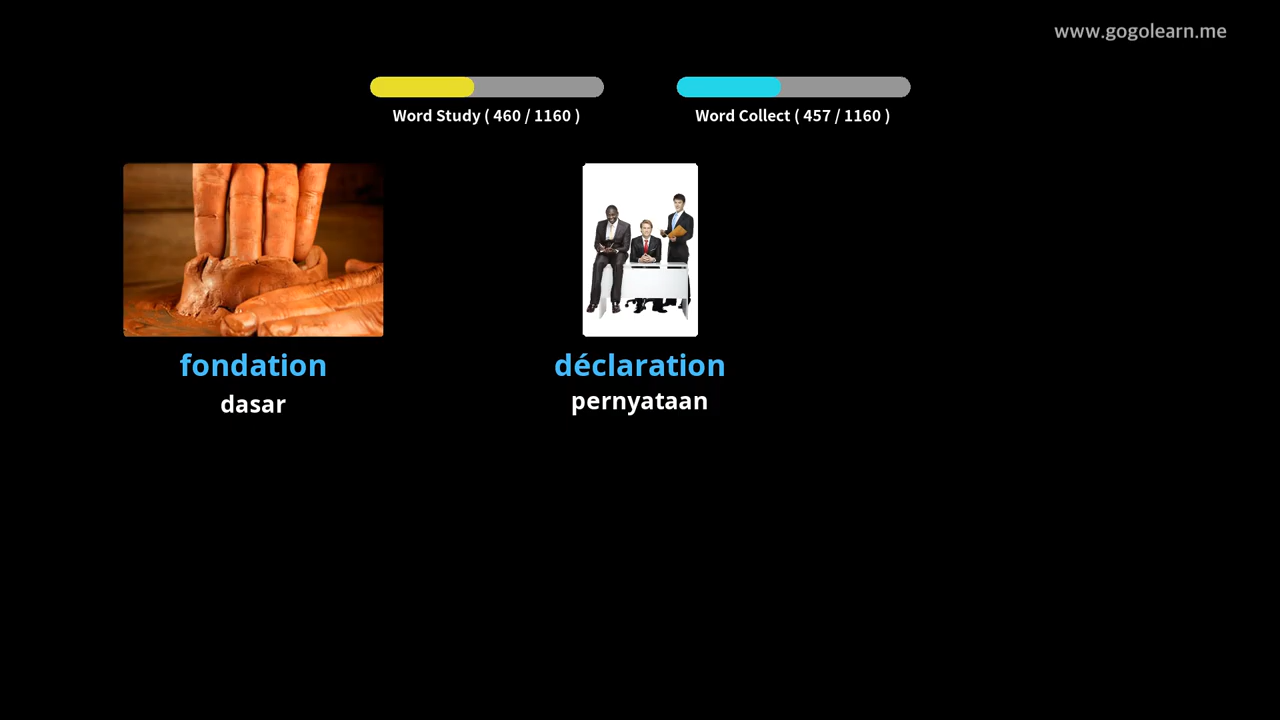 www.gogolearn.me
Word Study ( 460 / 1160 )
Word Collect ( 457 / 1160 )
fondation
dasar
déclaration
pernyataan